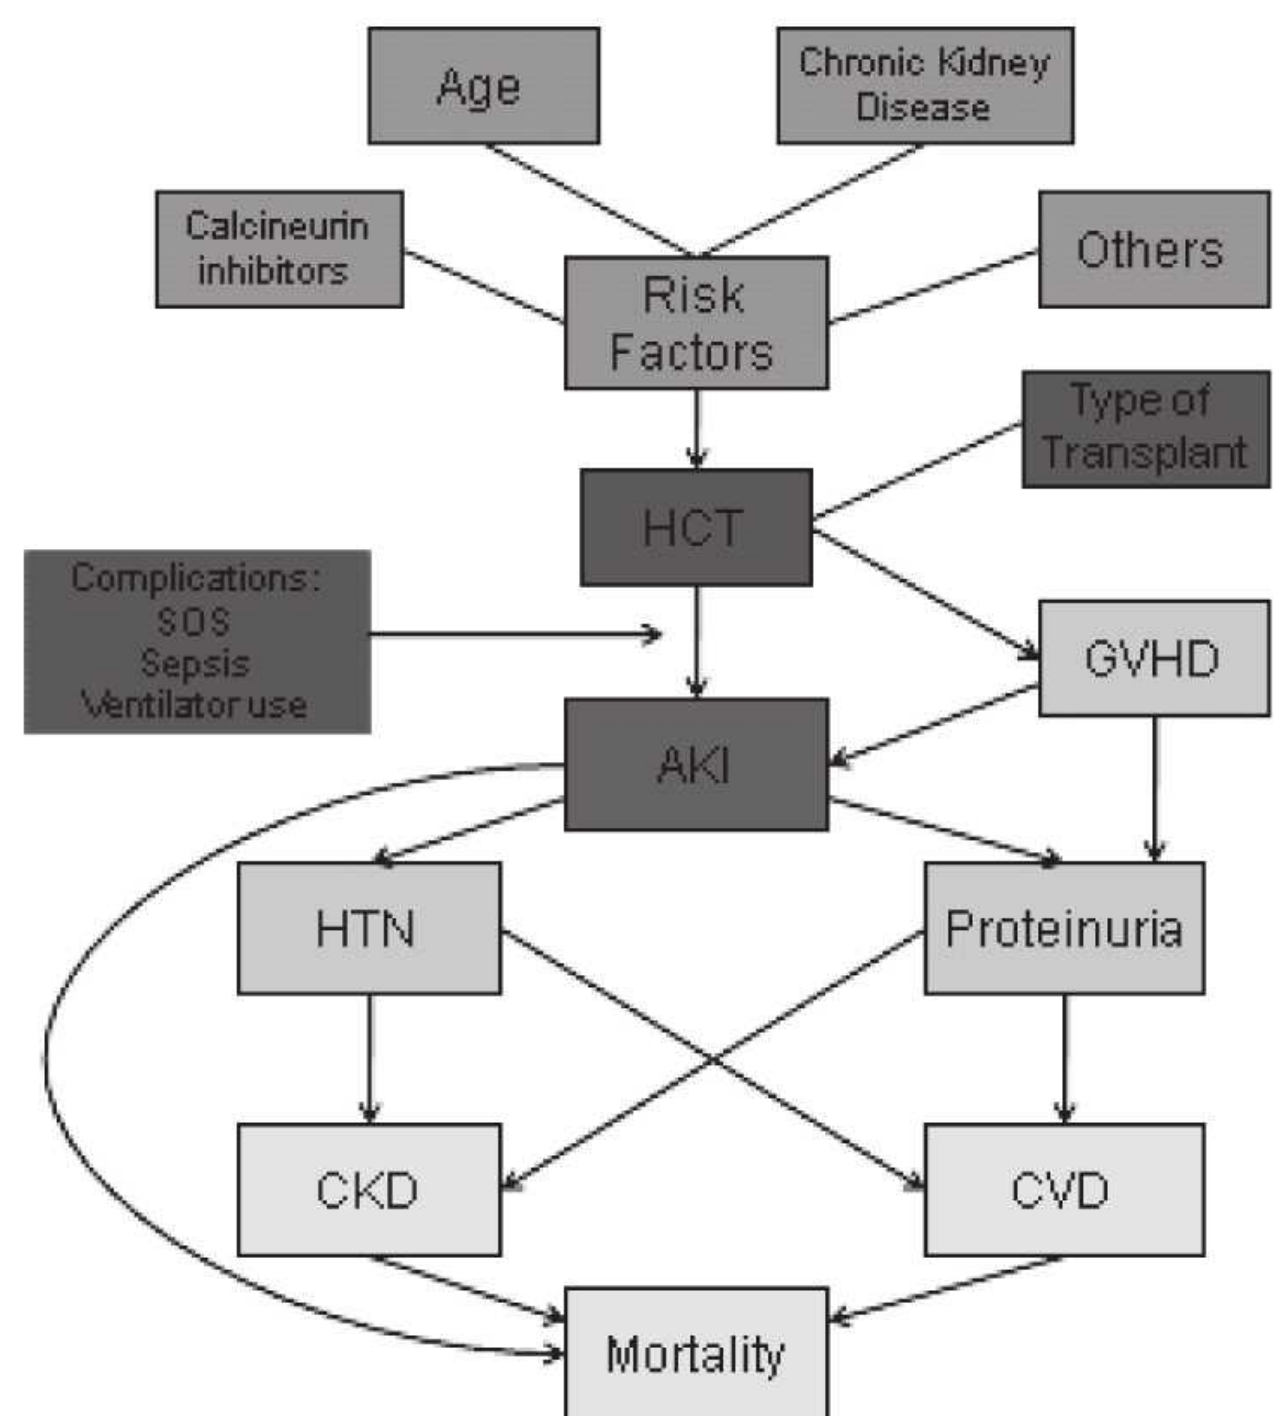 Age
Chronic Kidney
Disease
Calcineurin
inhibitors
Others
Risk
Factors
Type of
Transplant
HCT
Complications:
SOS
Sepsis
Ventilator use
GVHD
AKI
HTN
Proteinuria
CKD
CVD
Mortality